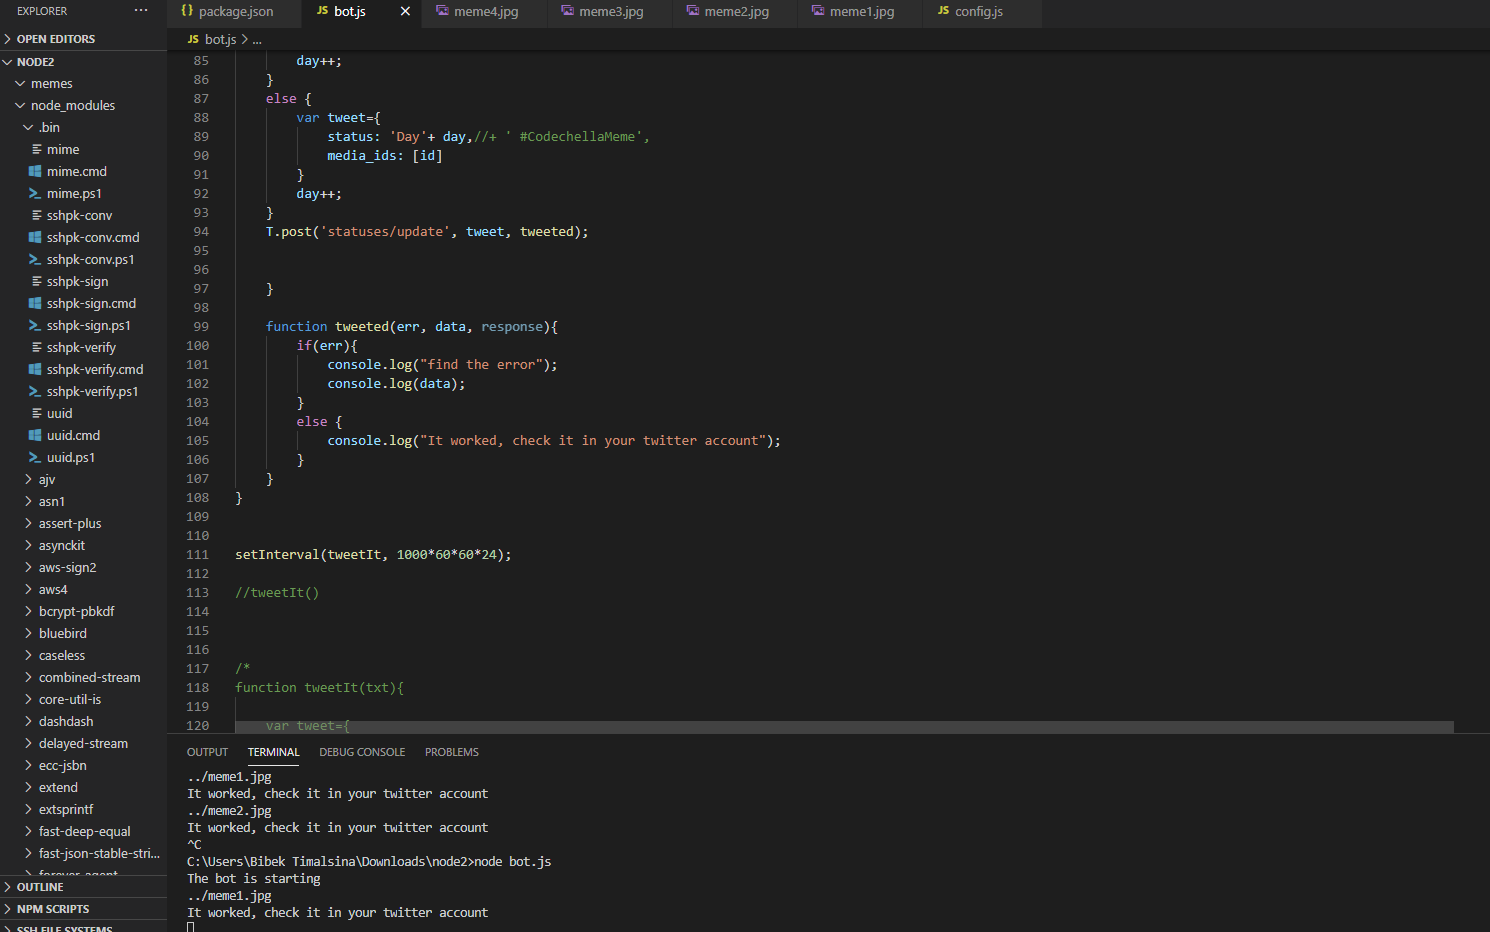 EXPLORER ...
{} package.json JS bot.js × meme4.jpg meme3.jpg meme2.jpg meme1.jpg JS config.js
OPEN EDITORS
NODE2
memes
node_modules
.bin
mime
mime.cmd
mime.ps1
sshpk-conv
sshpk-conv.cmd
sshpk-conv.ps1
sshpk-sign
sshpk-sign.cmd
sshpk-sign.ps1
sshpk-verify
sshpk-verify.cmd
sshpk-verify.ps1
uuid
uuid.cmd
uuid.ps1
ajv
asn1
assert-plus
asynckit
aws-sign2
aws4
bcrypt-pbkdf
bluebird
caseless
combined-stream
core-util-is
dashdash
delayed-stream
ecc-jsbn
extend
extsprintf
fast-deep-equal
fast-json-stable-stri...
forever-agent
OUTLINE
NPM SCRIPTS
SSH FILE SYSTEMS
JS bot.js > ...
85 day++;
86 }
87 else {
88 var tweet={
89 status: 'Day'+ day,//+ ' #CodechellaMeme',
90 media_ids: [id]
91 }
92 day++;
93 }
94 T.post('statuses/update', tweet, tweeted);
95
96
97 }
98
99 function tweeted(err, data, response){
100 if(err){
101 console.log("find the error");
102 console.log(data);
103 }
104 else {
105 console.log("It worked, check it in your twitter account");
106 }
107 }
108 }
109
110
111 setInterval(tweetIt, 1000*60*60*24);
112
113 //tweetIt()
114
115
116
117 /*
118 function tweetIt(txt){
119
120 var tweet={
OUTPUT TERMINAL DEBUG CONSOLE PROBLEMS
../meme1.jpg
It worked, check it in your twitter account
../meme2.jpg
It worked, check it in your twitter account
^C
C:\Users\Bibek Timalsina\Downloads\node2>node bot.js
The bot is starting
../meme1.jpg
It worked, check it in your twitter account